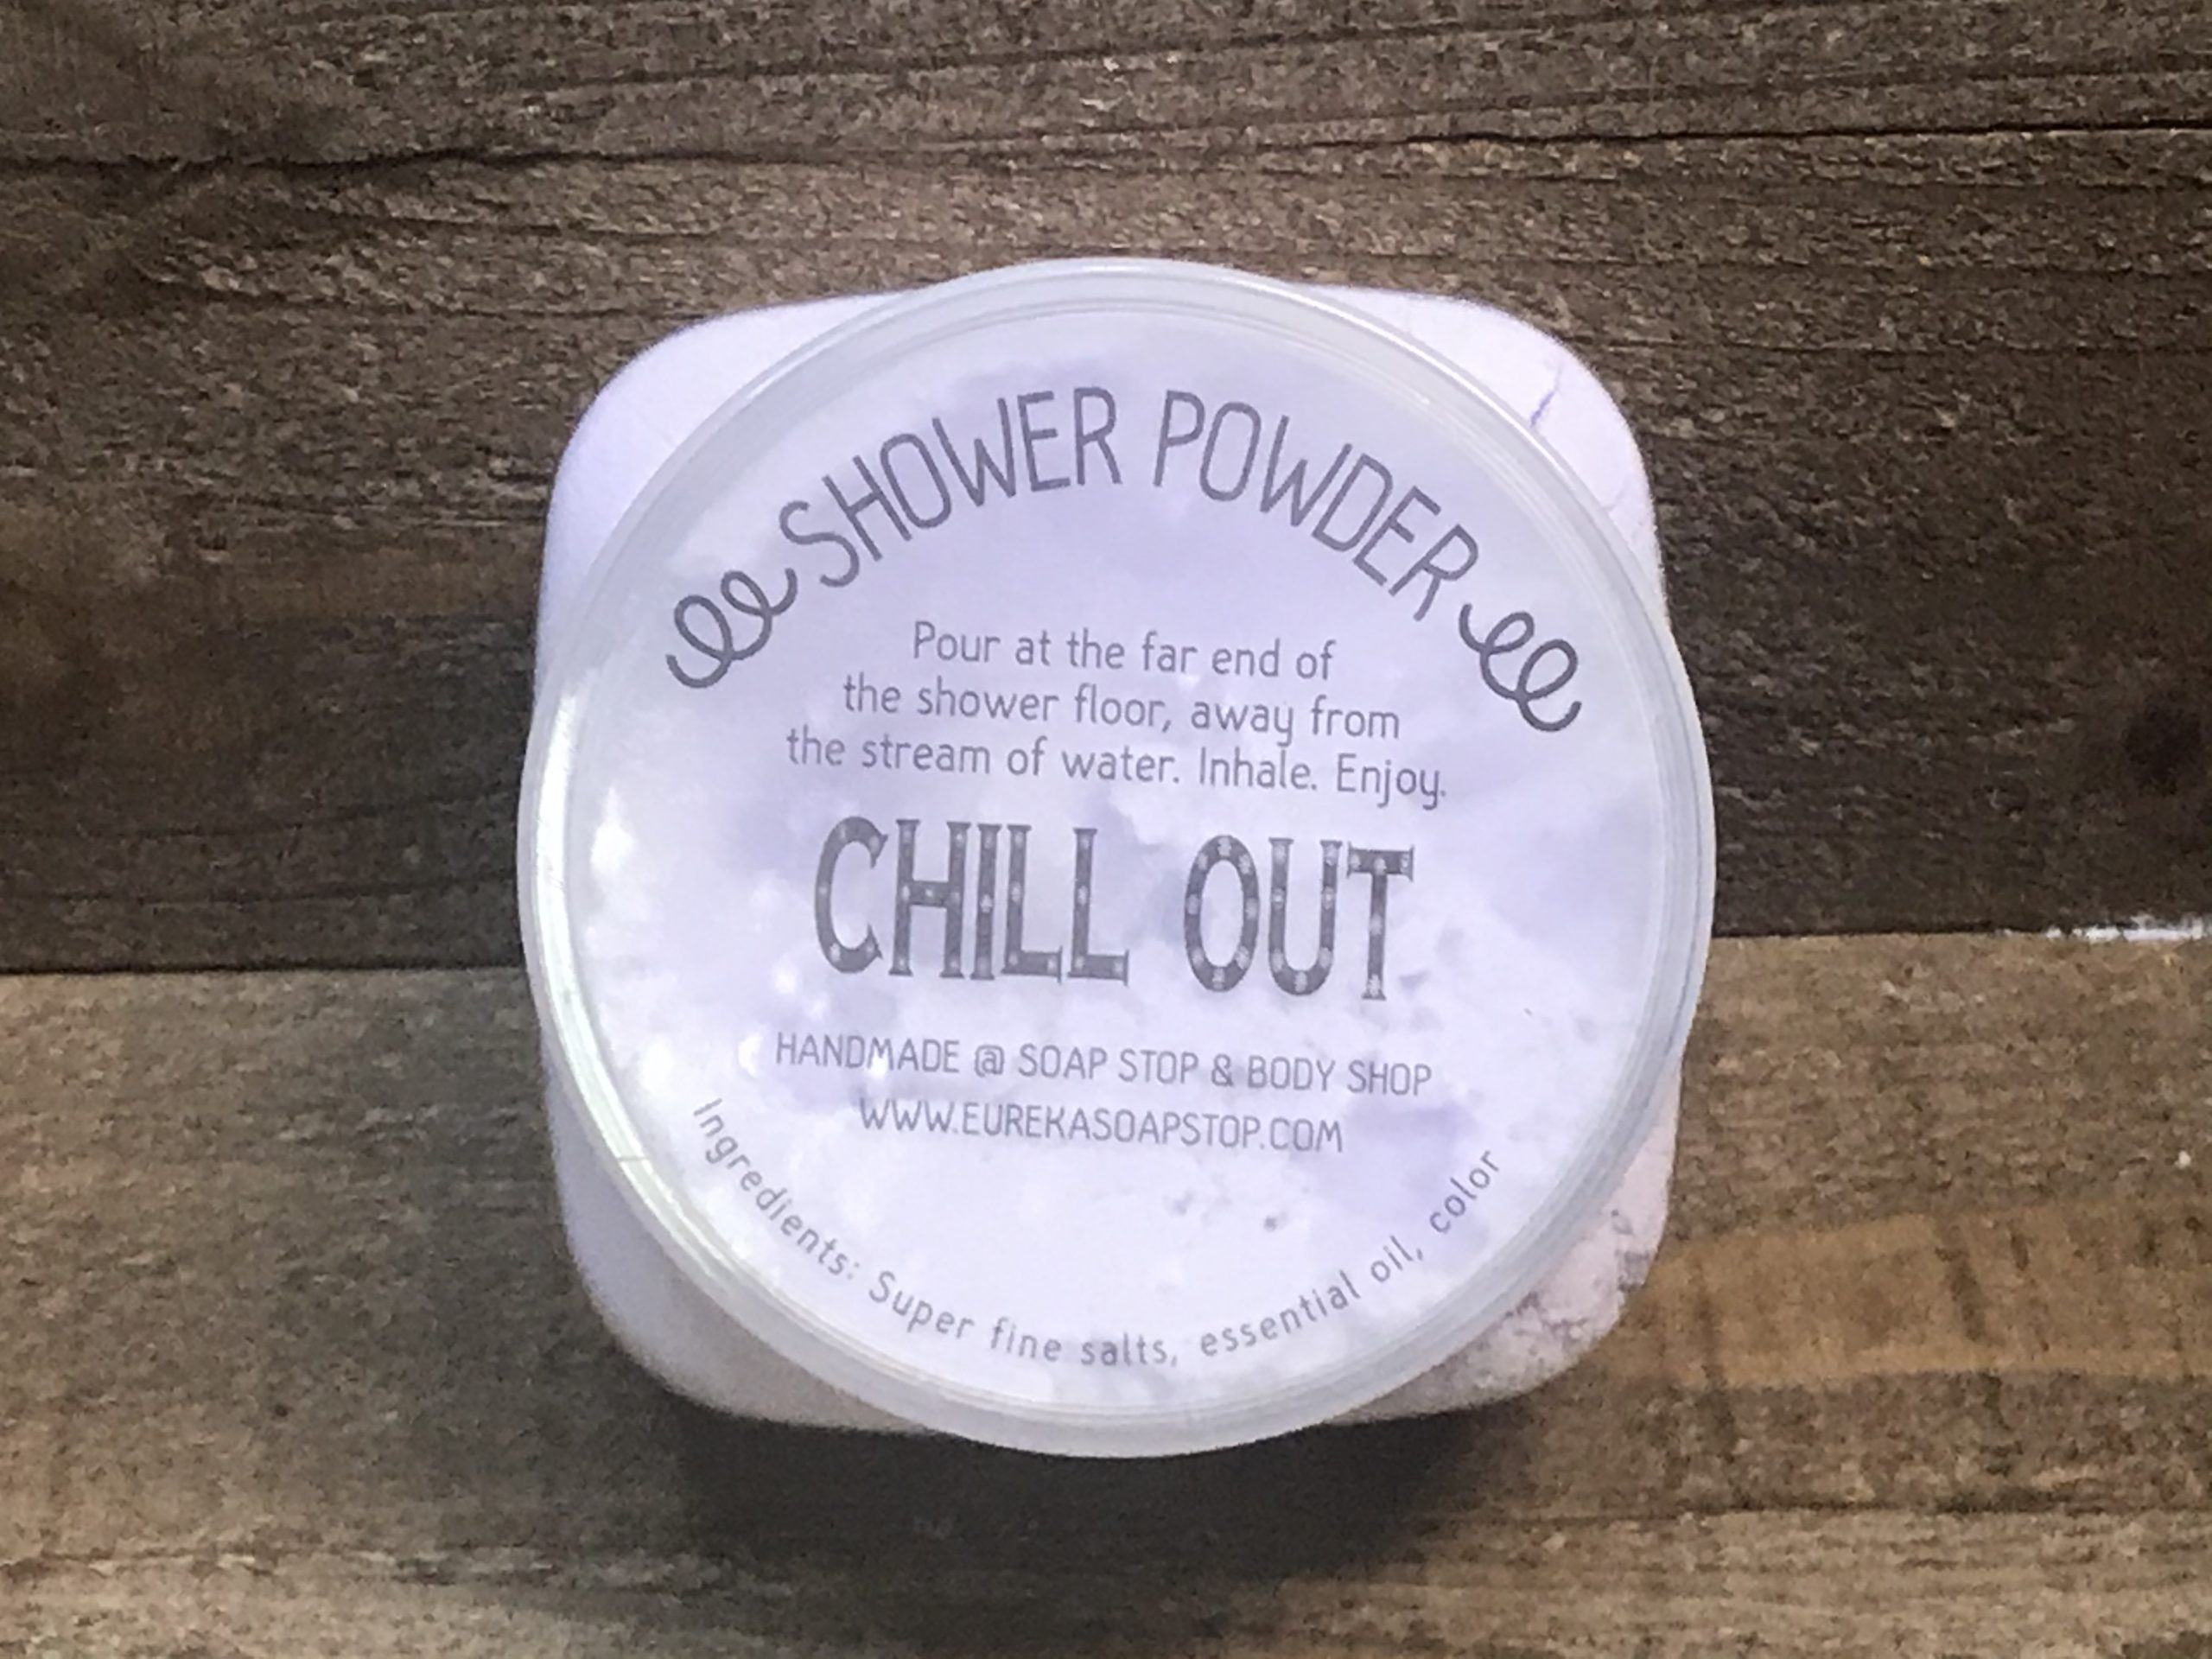 SHOWER POWDER
Pour at the far end of
the shower floor, away from
the stream of water. Inhale. Enjoy.
CHILL OUT
HANDMADE @ SOAP STOP & BODY SHOP
WWW.EUREKASOAPSTOP.COM
Ingredients: Super fine salts, essential oil, color